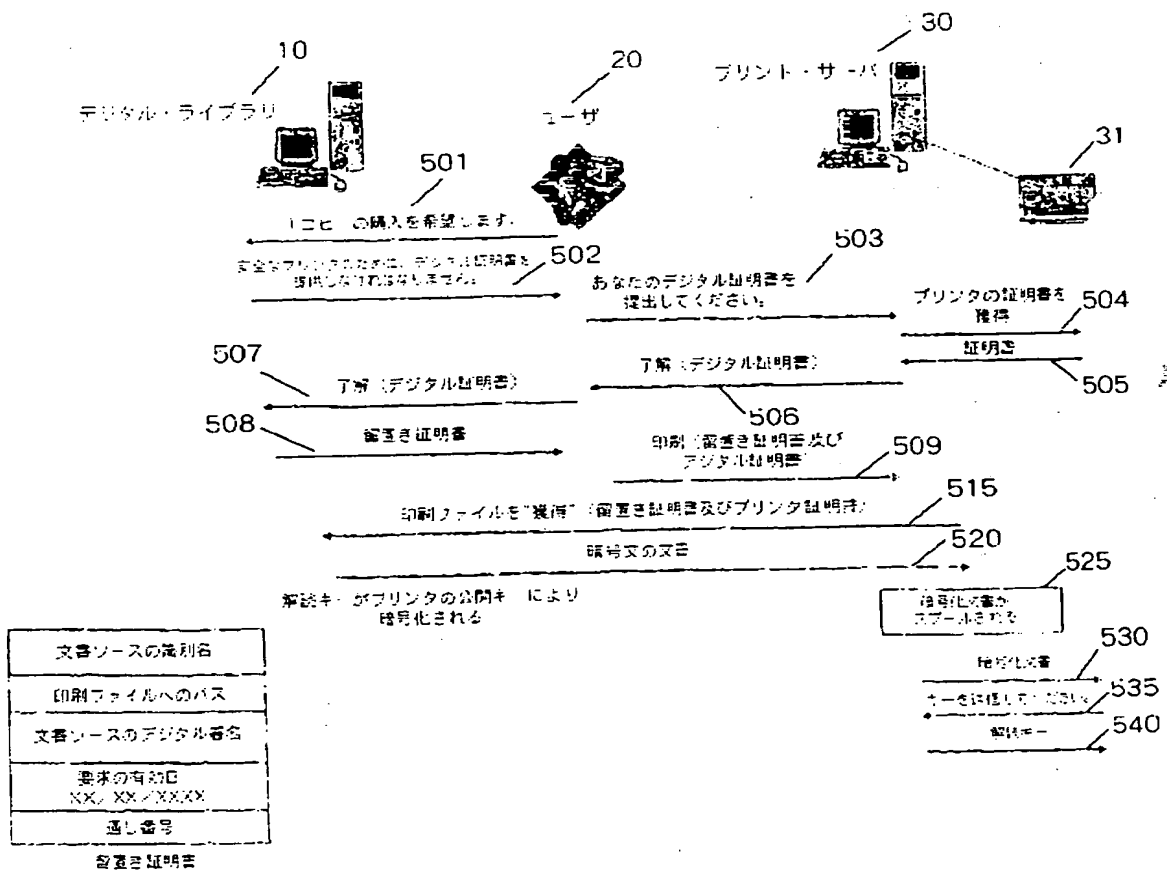 10
デジタル・ライブラリ
20
ユーザ
30
プリント・サーバ
31
501
の購入を希望します。
安全なプリントのために、デジタル証明書を
提供しなければなりません。
502
503
あなたのデジタル証明書を
提出してください。
プリンタの証明書を
獲得
504
証明書
505
507
了解（デジタル証明書）
了解（デジタル証明書）
506
508
留置き証明書
印刷（留置き証明書及び
デジタル証明書）
509
515
印刷ファイルを"獲得"（留置き証明書及びプリンタ証明書）
暗号文の文書
520
解読キーがプリンタの公開キーにより
暗号化される
525
暗号化文書が
スプールされる
暗号化文書
530
キーを送信してください。
535
解読キー
540
文書ソースの識別名
印刷ファイルへのパス
文書ソースのデジタル署名
要求の有効日
XX/XX/XXXX
通し番号
留置き証明書